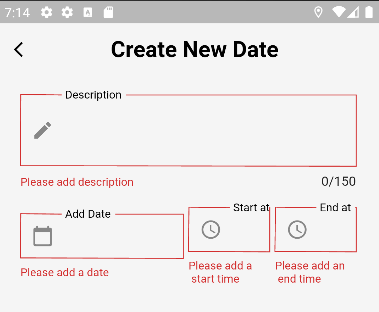 7:14
Create New Date
Description
Please add description
0/150
Add Date
Start at
End at
Please add a date
Please add a
start time
Please add an
end time